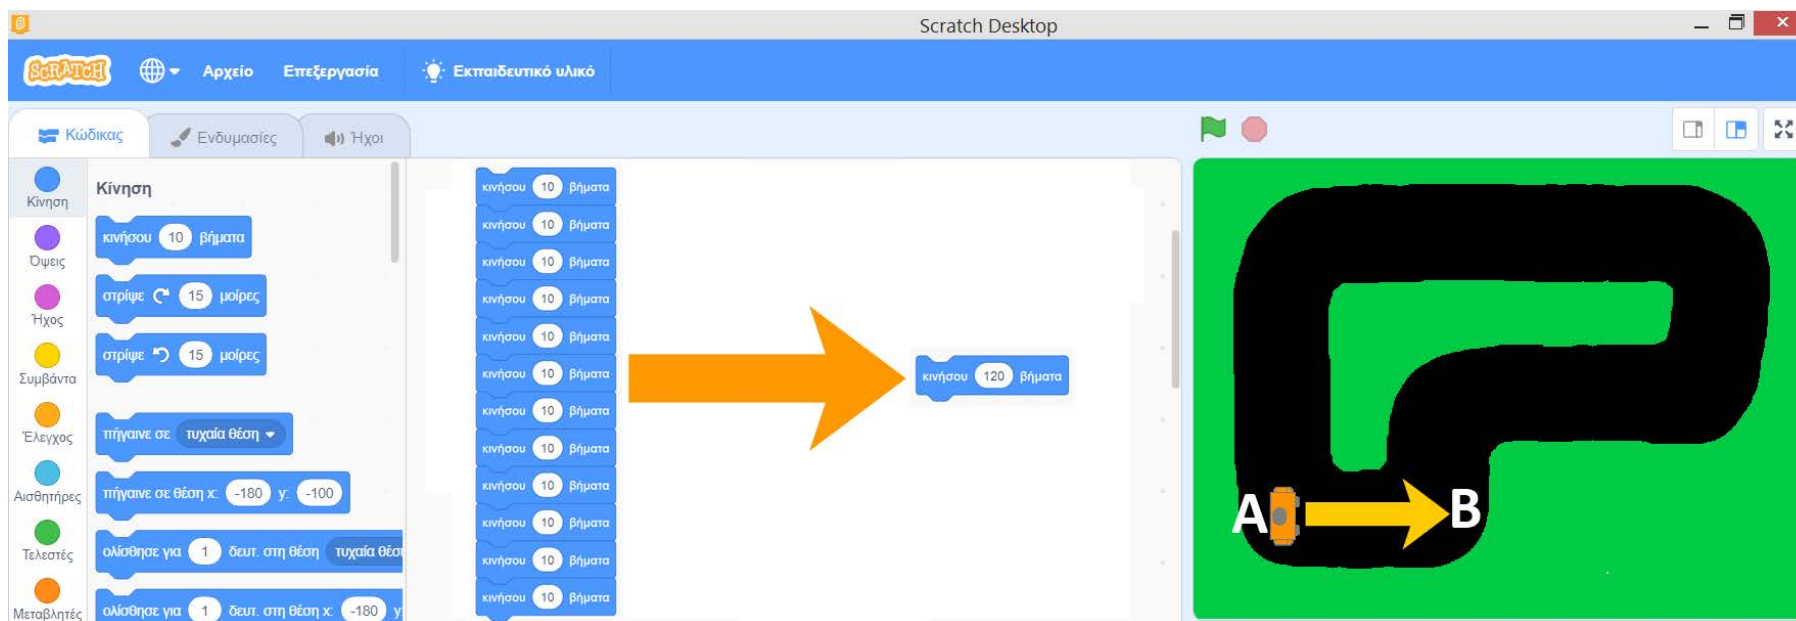 Scratch Desktop
SCRATCH
Αρχείο
Επεξεργασία
Εκπαιδευτικό υλικό
Κώδικας
Ενδυμασίες
Ήχοι
Κίνηση
Όψεις
Ήχος
Συμβάντα
Έλεγχος
Αισθητήρες
Τελεστές
Μεταβλητές
Κίνηση
κινήσου 10 βήματα
στρίψε 15 μοίρες
στρίψε 15 μοίρες
πήγαινε σε τυχαία θέση
πήγαινε σε θέση x: -180 y: -100
ολίσθησε για 1 δευτ. στη θέση τυχαία
ολίσθησε για 1 δευτ. στη θέση x: -180 y
κινήσου 10 βήματα
κινήσου 10 βήματα
κινήσου 10 βήματα
κινήσου 10 βήματα
κινήσου 10 βήματα
κινήσου 10 βήματα
κινήσου 10 βήματα
κινήσου 10 βήματα
κινήσου 10 βήματα
κινήσου 10 βήματα
κινήσου 10 βήματα
κινήσου 10 βήματα
κινήσου 120 βήματα
A
B